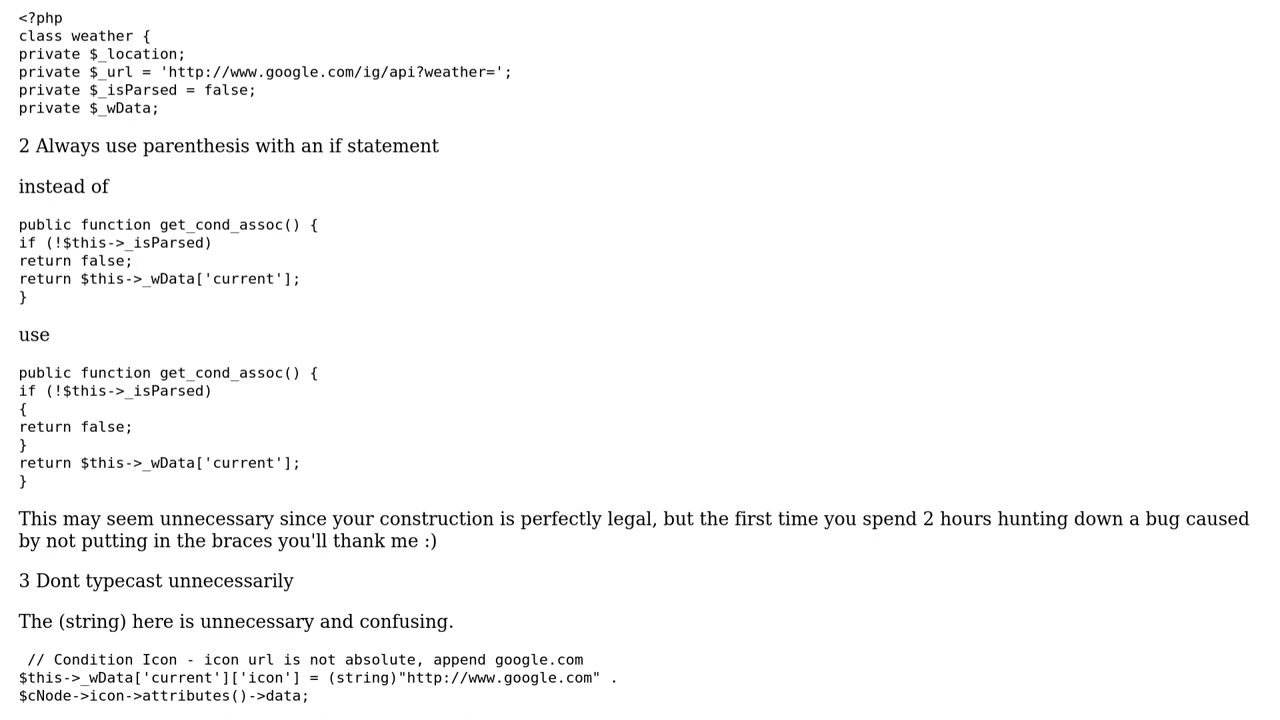 <?php
class weather {
private $_location;
private $_url = 'http://www.google.com/ig/api?weather=';
private $_isParsed = false;
private $_wData;
2 Always use parenthesis with an if statement
instead of
public function get_cond_assoc() {
if (!$this->_isParsed)
return false;
return $this->_wData['current'];
}
use
public function get_cond_assoc() {
if (!$this->_isParsed)
{
return false;
}
return $this->_wData['current'];
}
This may seem unnecessary since your construction is perfectly legal, but the first time you spend 2 hours hunting down a bug caused
by not putting in the braces you'll thank me :)
3 Dont typecast unnecessarily
The (string) here is unnecessary and confusing.
// Condition Icon - icon url is not absolute, append google.com
$this->_wData['current']['icon'] = (string)"http://www.google.com" .
$cNode->icon->attributes()->data;